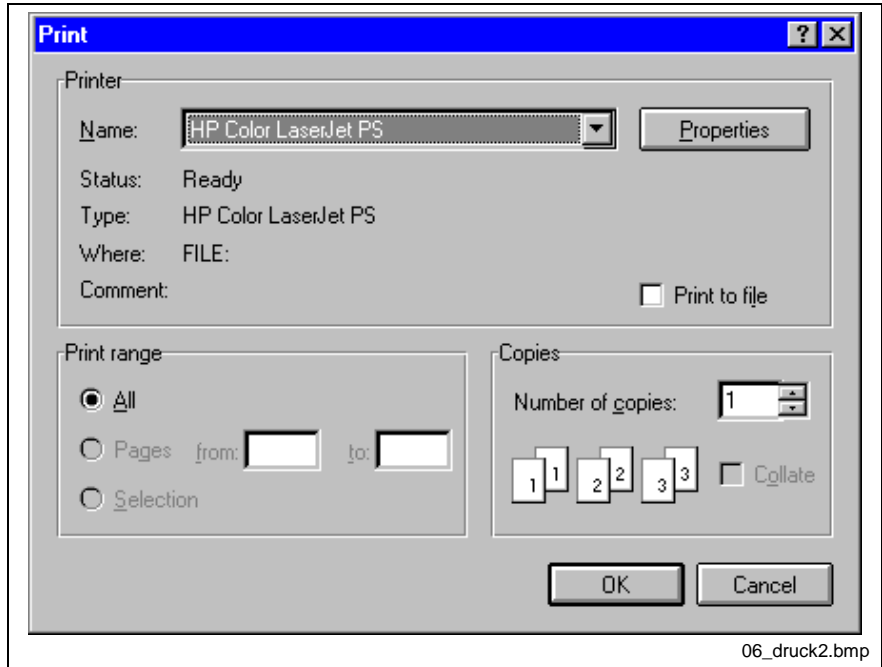 Print
Printer
Name: HP Color LaserJet PS Properties
Status: Ready
Type: HP Color LaserJet PS
Where: FILE:
Comment: Print to file
Print range
All
Pages from: to:
Selection
Copies
Number of copies: 1
1 1 2 2 3 3 Collate
OK Cancel
06_druck2.bmp